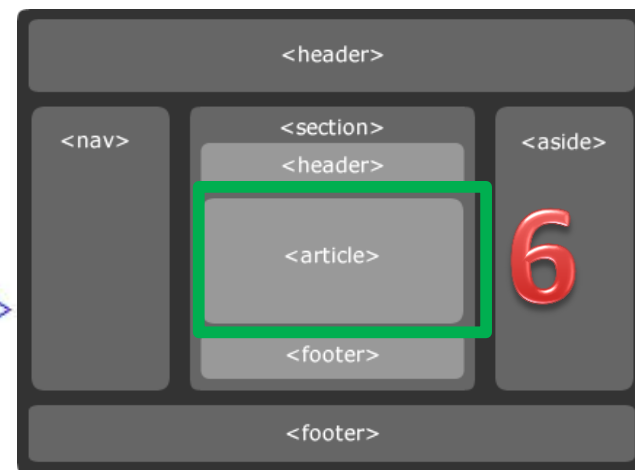 <header>
<nav>
<section>
<aside>
<header>
<article>
6
<footer>
<footer>